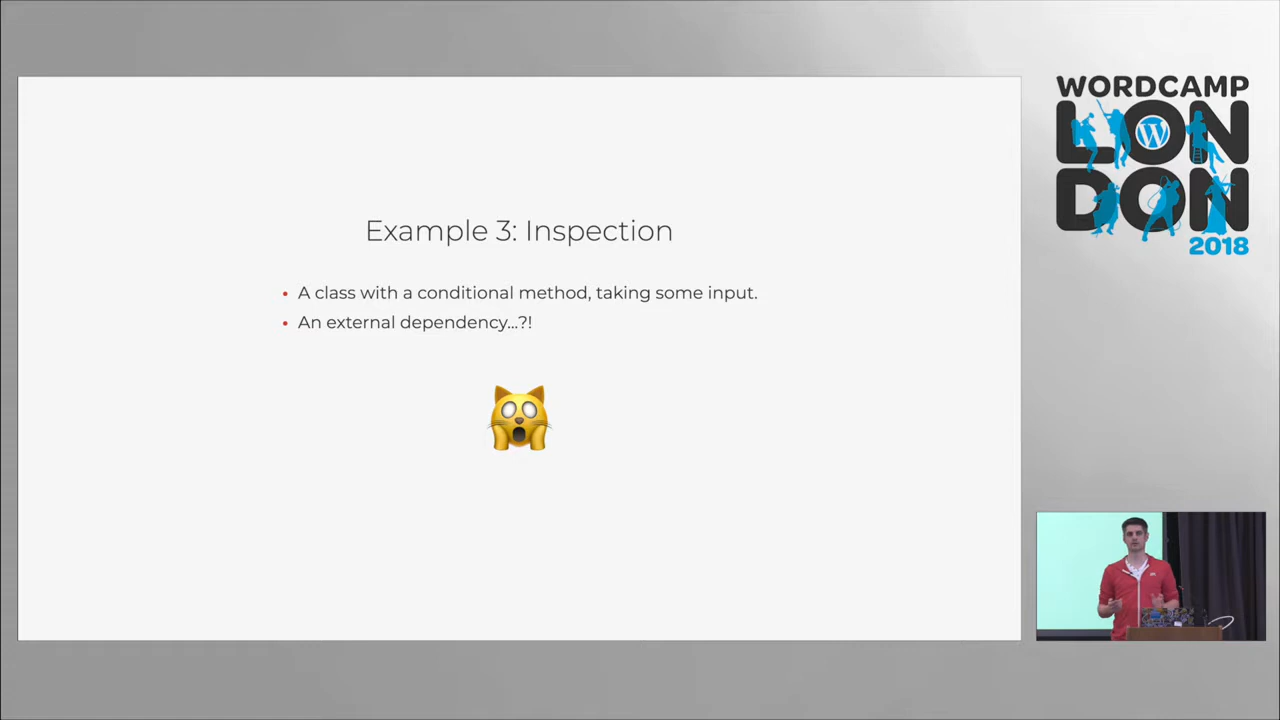 Example 3: Inspection
• A class with a conditional method, taking some input.
• An external dependency...?!
WORDCAMP
LON
DON
2018